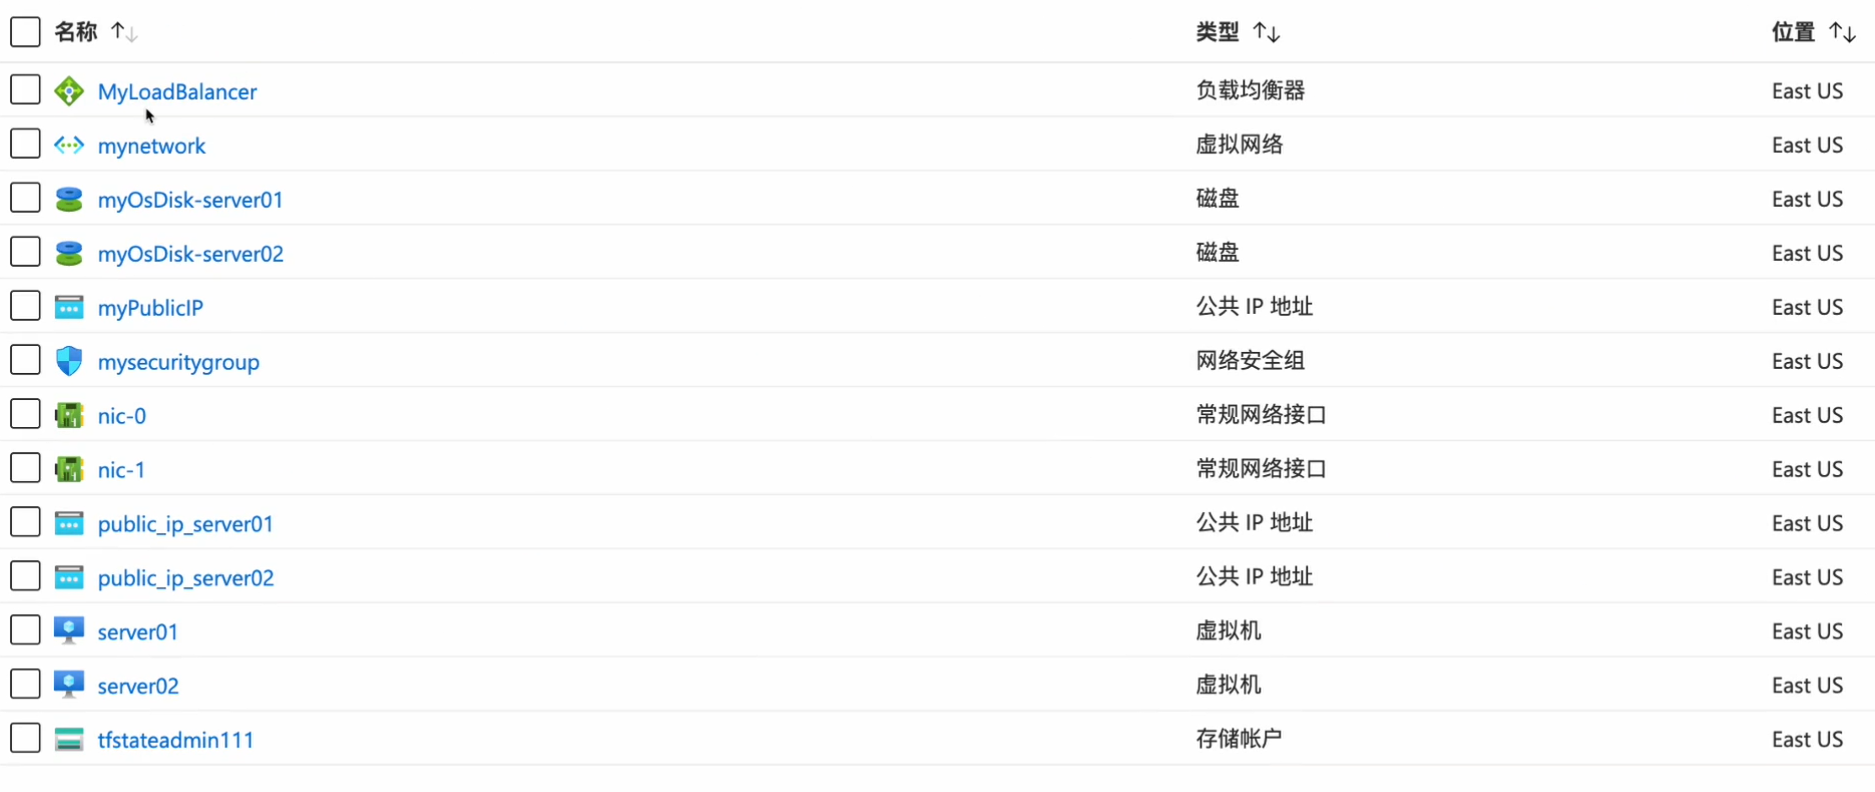 名称 ↑↓ 类型 ↑↓ 位置 ↑↓
MyLoadBalancer 负载均衡器 East US
mynetwork 虚拟网络 East US
myOsDisk-server01 磁盘 East US
myOsDisk-server02 磁盘 East US
myPublicIP 公共 IP 地址 East US
mysecuritygroup 网络安全组 East US
nic-0 常规网络接口 East US
nic-1 常规网络接口 East US
public_ip_server01 公共 IP 地址 East US
public_ip_server02 公共 IP 地址 East US
server01 虚拟机 East US
server02 虚拟机 East US
tfstateadmin111 存储帐户 East US